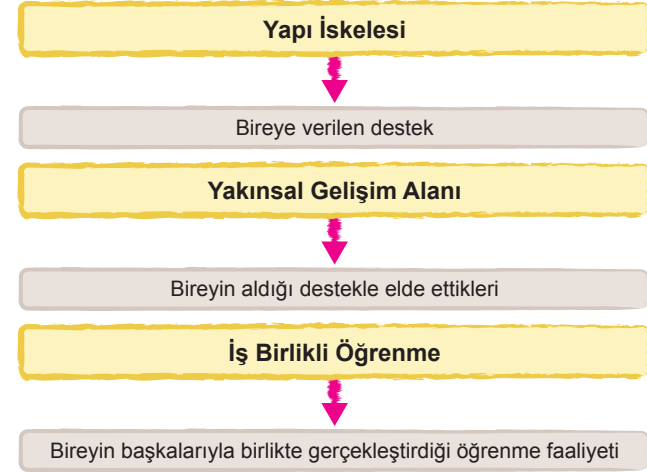 Yapı İskelesi
Bireye verilen destek
Yakınsal Gelişim Alanı
Bireyin aldığı destekle elde ettikleri
İş Birlikli Öğrenme
Bireyin başkalarıyla birlikte gerçekleştirdiği öğrenme faaliyeti